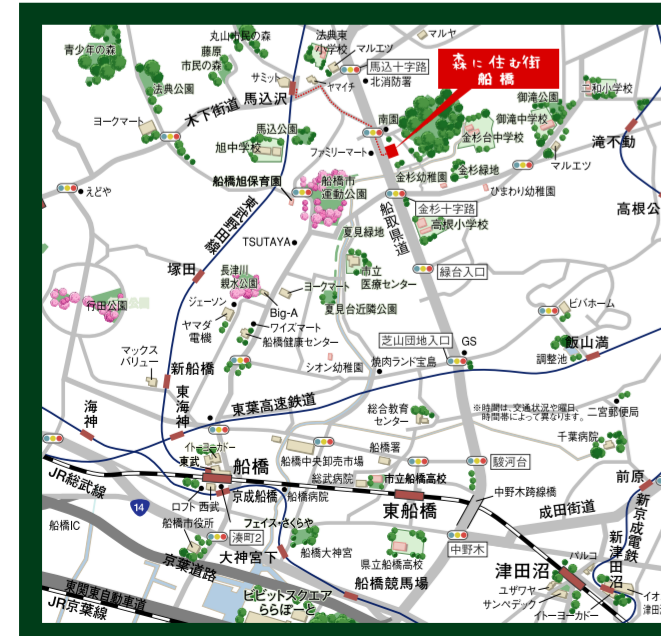 青少年の森
丸山市民の森
藤原
市民の森
法典東
小学校
マルエツ
マルヤ
馬込十字路
北消防署
サミット
ヤマイチ
法典公園
木下街道
馬込沢
森に住む街
船橋
二和小学校
御滝公園
御滝中学校
滝不動
ヨークマート
馬込公園
旭中学校
南園
ファミリーマート
金杉台中学校
金杉緑地
マルエツ
金杉幼稚園
ひまわり幼稚園
えどや
船橋旭保育園
船橋市
運動公園
金杉十字路
高根小学校
高根公
東武野田線
船取県道
TSUTAYA
夏見緑地
塚田
長津川
親水公園
市立
医療センター
緑台入口
行田公園
ジェーソン
ヨークマート
夏見台近隣公園
Big-A
ワイズマート
船橋健康センター
ヤマダ
電機
ビバホーム
芝山団地入口
GS
飯山満
調整池
マックス
バリュー
新船橋
シオン幼稚園
焼肉ランド宝島
東海神
海神
東葉高速鉄道
総合教育
センター
※時間は、交通状況や曜日、
時間帯によって異なります。
二宮郵便局
千葉病院
イトーヨーカドー
東武
船橋
船橋中央卸売市場
船橋署
駿河台
JR総武線
総武病院
市立船橋高校
前原
ロフト
西武
京成船橋
船橋病院
東船橋
中野木跨線橋
成田街道
14
船橋IC
船橋市役所
湊町2
フェイス・さくらや
新京成電鉄
大神宮下
船橋大神宮
県立船橋高校
中野木
新津田沼
京葉道路
津田沼
パルコ
船橋競馬場
ユザワヤ
サンペデック
イトーヨーカドー
イオ
津田沼
東関東自動車道
JR京葉線
ビビットスクエア
ららぽーと